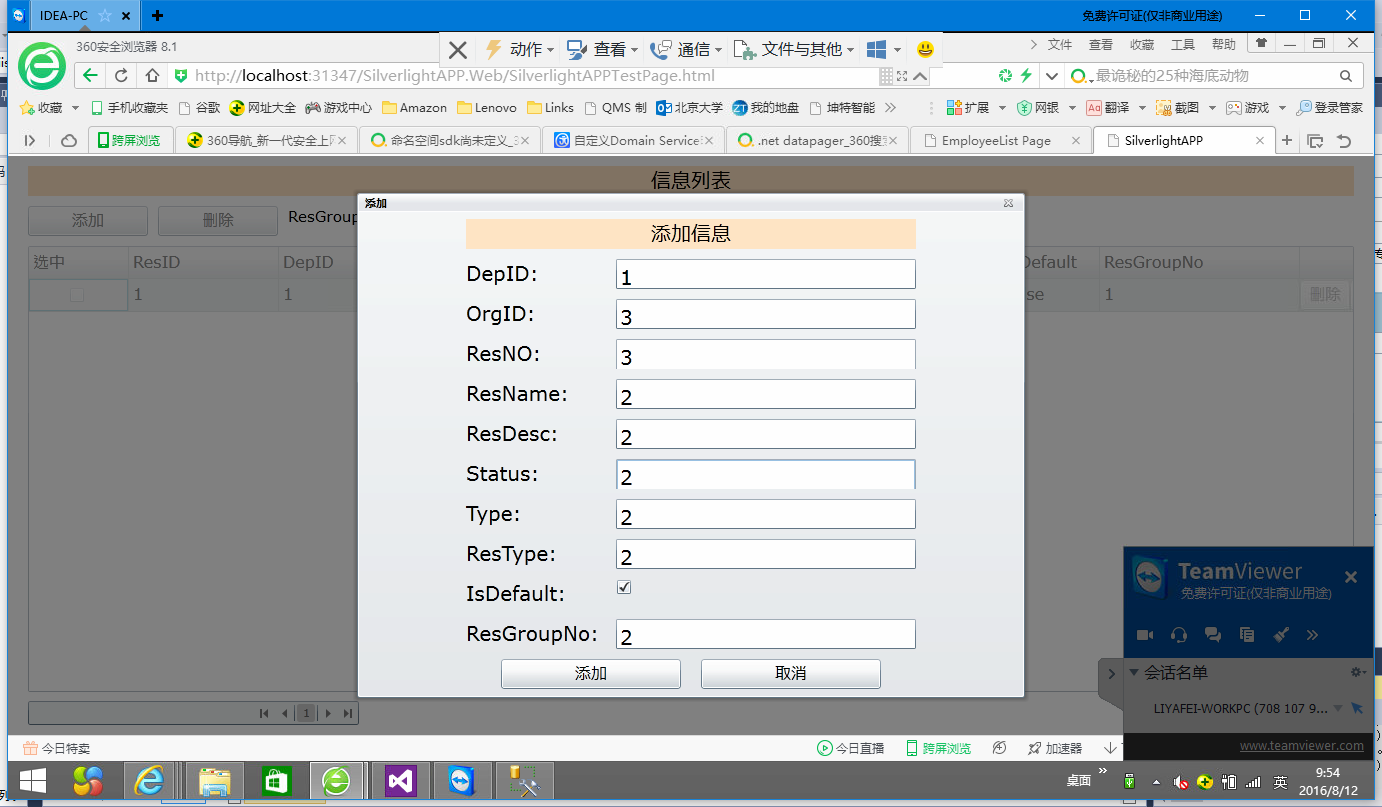 IDEA-PC
免费许可证(仅非商业用途)
360安全浏览器 8.1
动作 查看 通信 文件与其他
文件 查看 收藏 工具 帮助
http://localhost:31347/SilverlightAPP.Web/SilverlightAPPTestPage.html
最诡秘的25种海底动物
收藏 手机收藏夹 谷歌 网址大全 游戏中心 Amazon Lenovo Links QMS 制 北京大学 我的地盘 坤特智能 扩展 网银 翻译 截图 游戏 登录管家
跨屏浏览 360导航_新一代安全上 命名空间sdk尚未定义_3 自定义Domain Service .net datapager_360搜 EmployeeList Page SilverlightAPP
信息列表
添加 删除 ResGroup
选中 ResID DepID Default ResGroupNo
1 1 se 1 删除
添加
添加信息
DepID: 1
OrgID: 3
ResNO: 3
ResName: 2
ResDesc: 2
Status: 2
Type: 2
ResType: 2
IsDefault:
ResGroupNo: 2
添加 取消
1
TeamViewer
免费许可证(仅非商业用途)
会话名单
LIYAFEI-WORKPC (708 107 9...
www.teamviewer.com
今日特卖 今日直播 跨屏浏览 加速器
桌面 英 9:54
2016/8/12